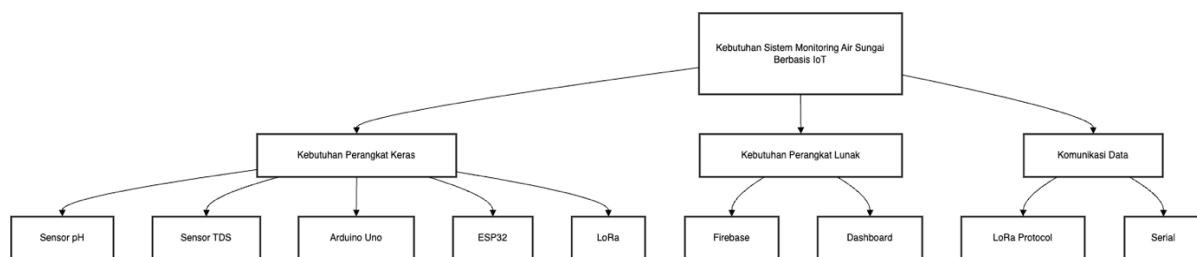 Kebutuhan Sistem Monitoring Air Sungai
Berbasis IoT
Kebutuhan Perangkat Keras
Kebutuhan Perangkat Lunak
Komunikasi Data
Sensor pH
Sensor TDS
Arduino Uno
ESP32
LoRa
Firebase
Dashboard
LoRa Protocol
Serial